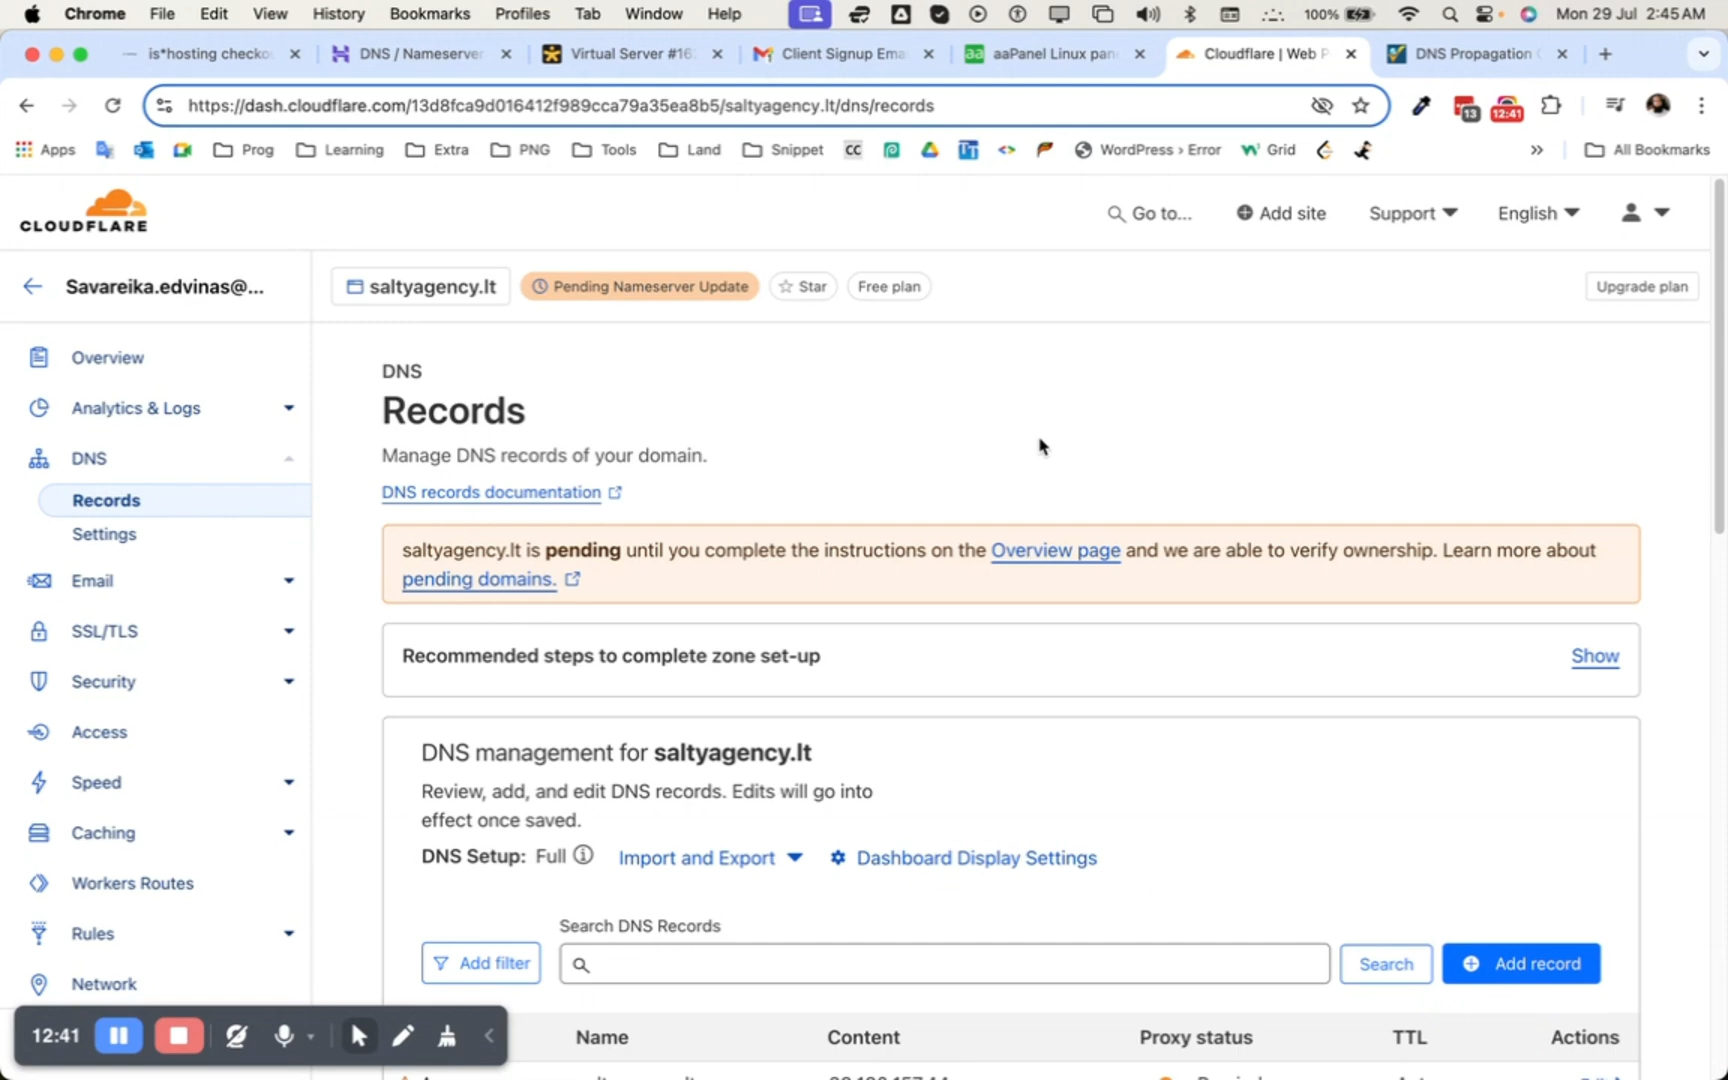 Chrome File Edit View History Bookmarks Profiles Tab Window Help 100% Mon 29 Jul 2:45 AM
is*hosting checko DNS / Nameserver Virtual Server #16 Client Signup Ema aaPanel Linux pan Cloudflare | Web P DNS Propagation
https://dash.cloudflare.com/13d8fca9d016412f989cca79a35ea8b5/saltyagency.lt/dns/records 13 12:41
Apps Prog Learning Extra PNG Tools Land Snippet CC WordPress › Error Grid » All Bookmarks
CLOUDFLARE Go to... Add site Support English
Savareika.edvinas@... saltyagency.lt Pending Nameserver Update Star Free plan Upgrade plan
Overview
Analytics & Logs
DNS
Records
Settings
Email
SSL/TLS
Security
Access
Speed
Caching
Workers Routes
Rules
Network
DNS
Records
Manage DNS records of your domain.
DNS records documentation
saltyagency.lt is pending until you complete the instructions on the Overview page and we are able to verify ownership. Learn more about
pending domains.
Recommended steps to complete zone set-up Show
DNS management for saltyagency.lt
Review, add, and edit DNS records. Edits will go into
effect once saved.
DNS Setup: Full Import and Export Dashboard Display Settings
Search DNS Records
Add filter Search Add record
Name Content Proxy status TTL Actions
12:41